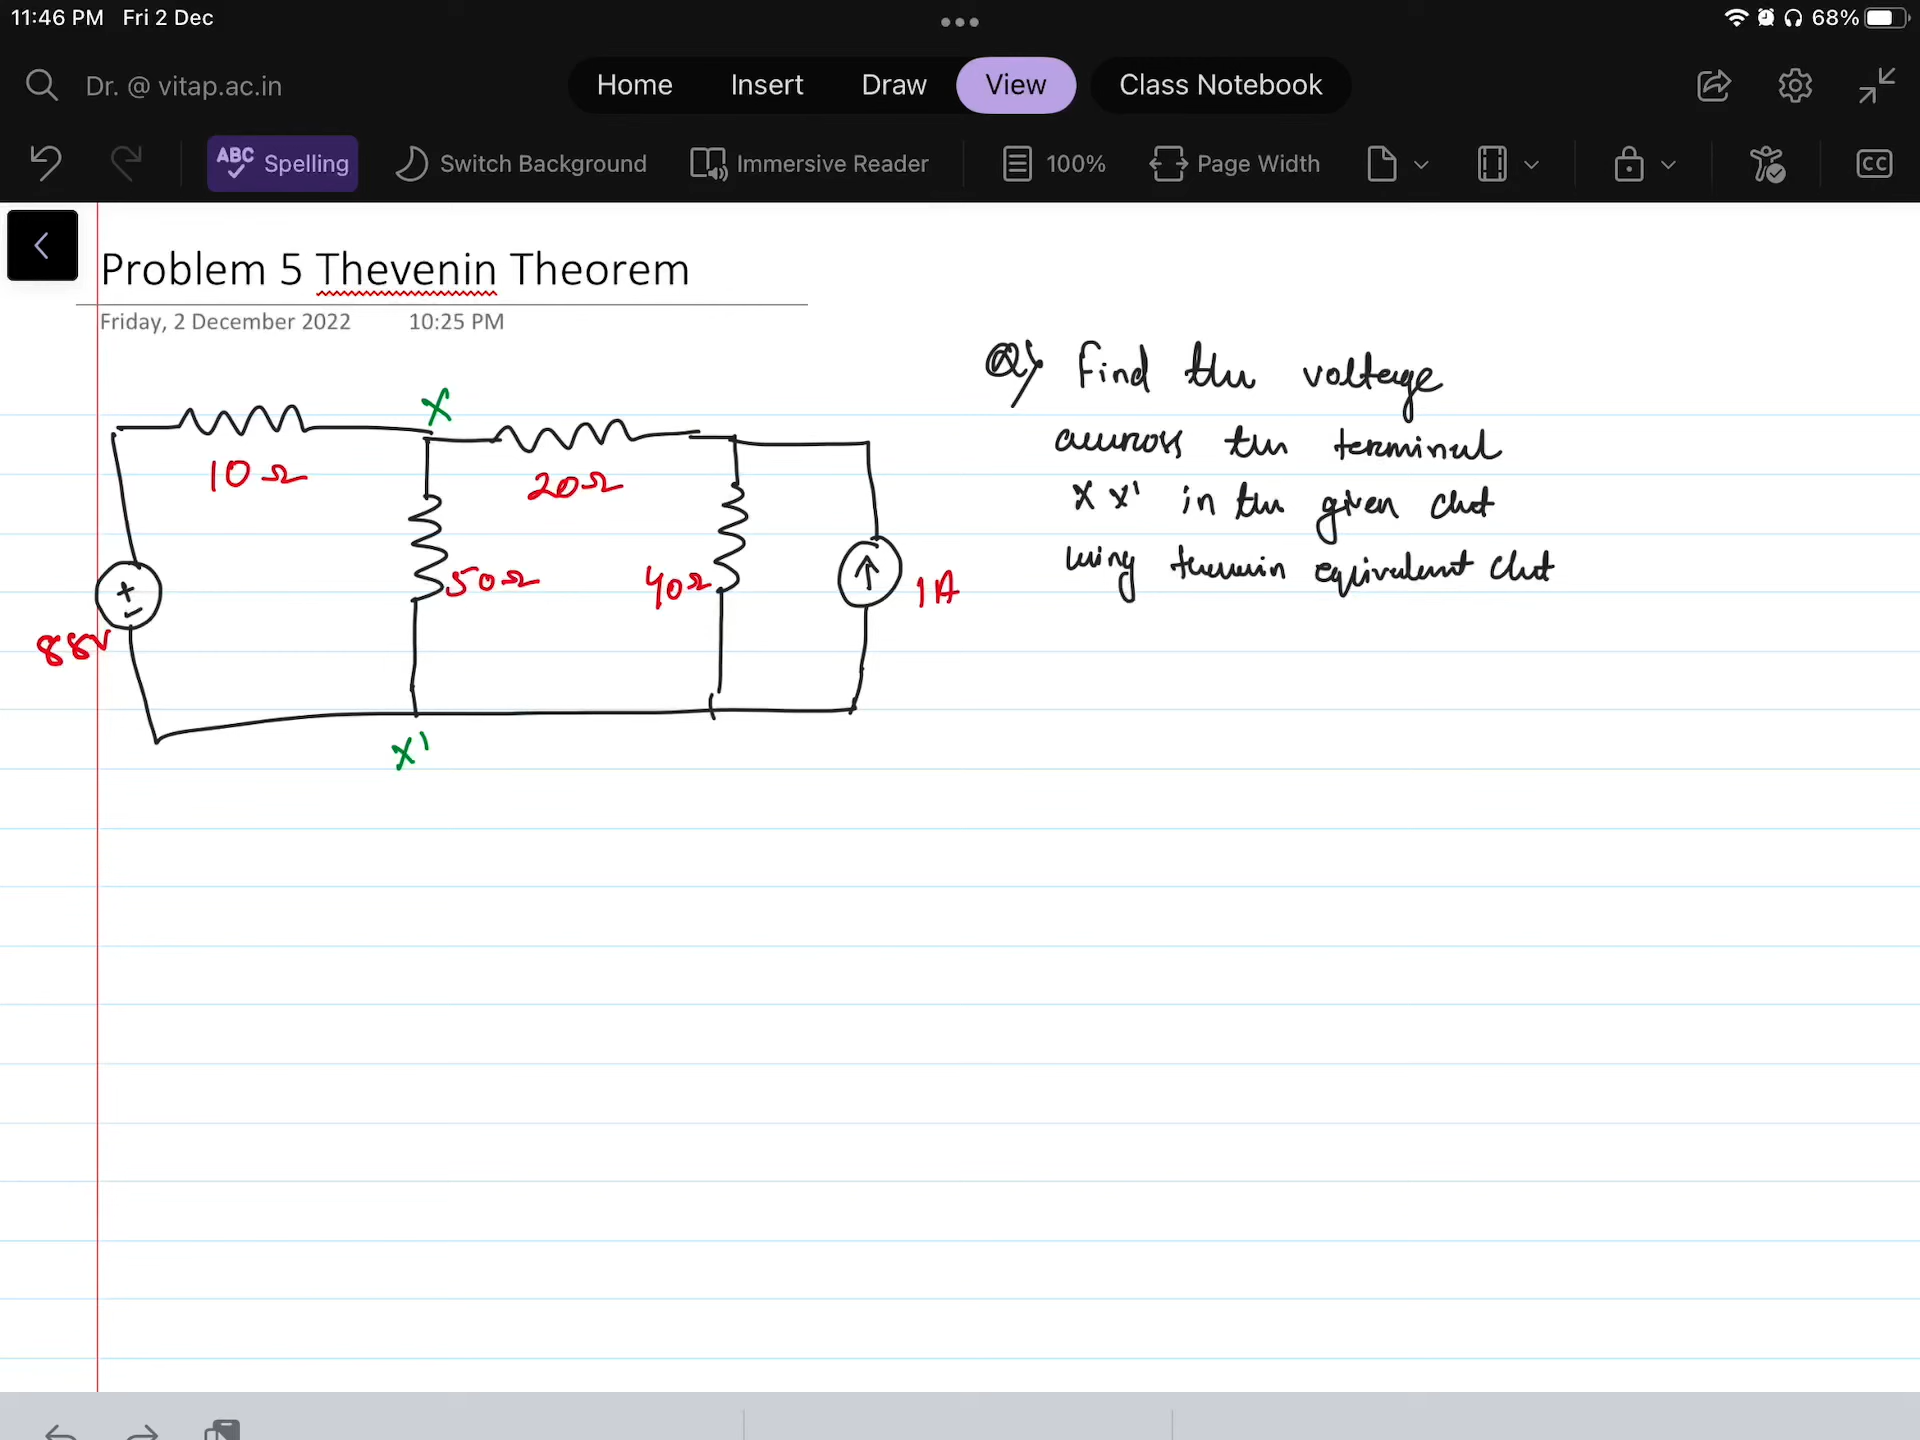 11:46 PM Fri 2 Dec
68%
Dr. @ vitap.ac.in
Home Insert Draw View Class Notebook
ABC Spelling Switch Background Immersive Reader 100% Page Width CC
Problem 5 Thevenin Theorem
Friday, 2 December 2022 10:25 PM
Q) Find the voltage
across the terminal
X X' in the given ckt
using thevenin equivalent ckt
X
10Ω
20Ω
50Ω
40Ω
1A
+
-
88V
X'